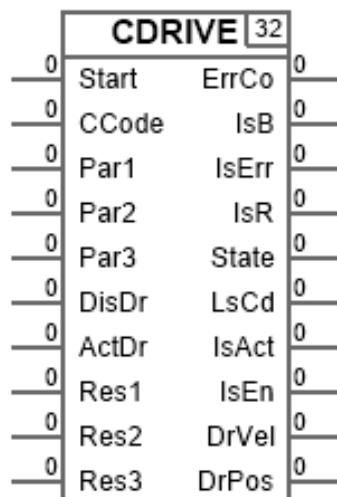 CDRIVE 32
0 Start ErrCo 0
0 CCode IsB 0
0 Par1 IsErr 0
0 Par2 IsR 0
0 Par3 State 0
0 DisDr LsCd 0
0 ActDr IsAct 0
0 Res1 IsEn 0
0 Res2 DrVel 0
0 Res3 DrPos 0